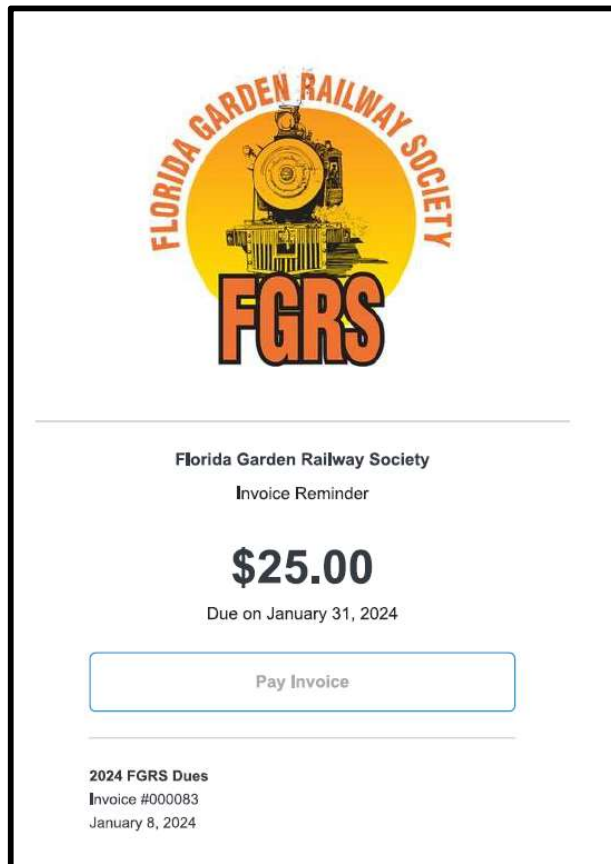 FLORIDA GARDEN RAILWAY SOCIETY
FGRS
Florida Garden Railway Society
Invoice Reminder
$25.00
Due on January 31, 2024
Pay Invoice
2024 FGRS Dues
Invoice #000083
January 8, 2024